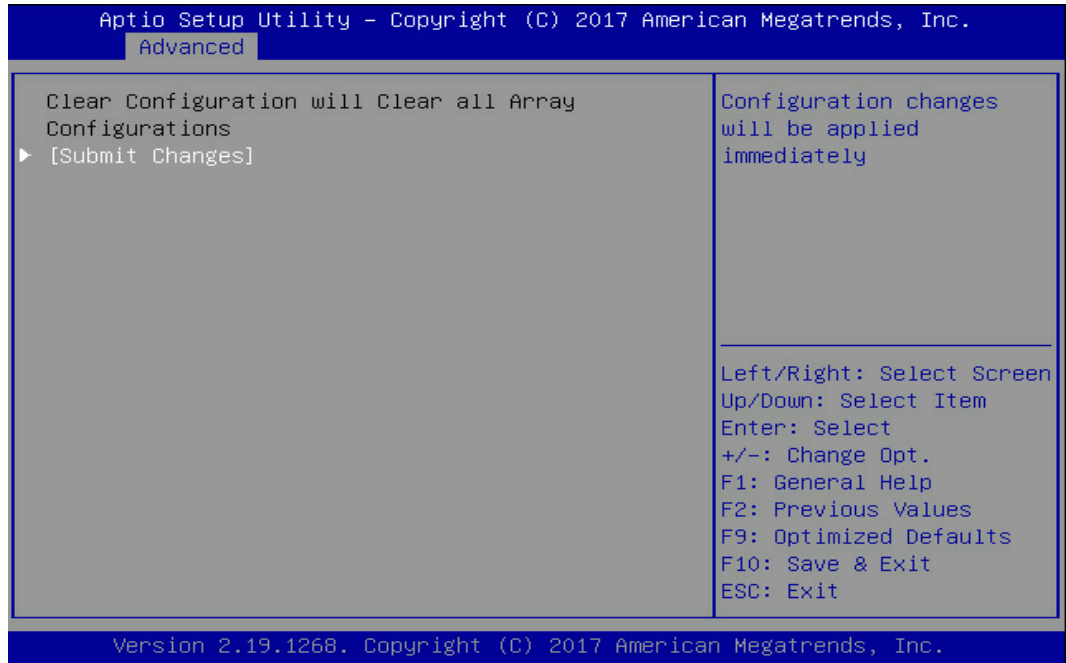 Aptio Setup Utility – Copyright (C) 2017 American Megatrends, Inc.
Advanced
Clear Configuration will Clear all Array
Configurations
[Submit Changes]
Configuration changes
will be applied
immediately
Left/Right: Select Screen
Up/Down: Select Item
Enter: Select
+/-: Change Opt.
F1: General Help
F2: Previous Values
F9: Optimized Defaults
F10: Save & Exit
ESC: Exit
Version 2.19.1268. Copyright (C) 2017 American Megatrends, Inc.